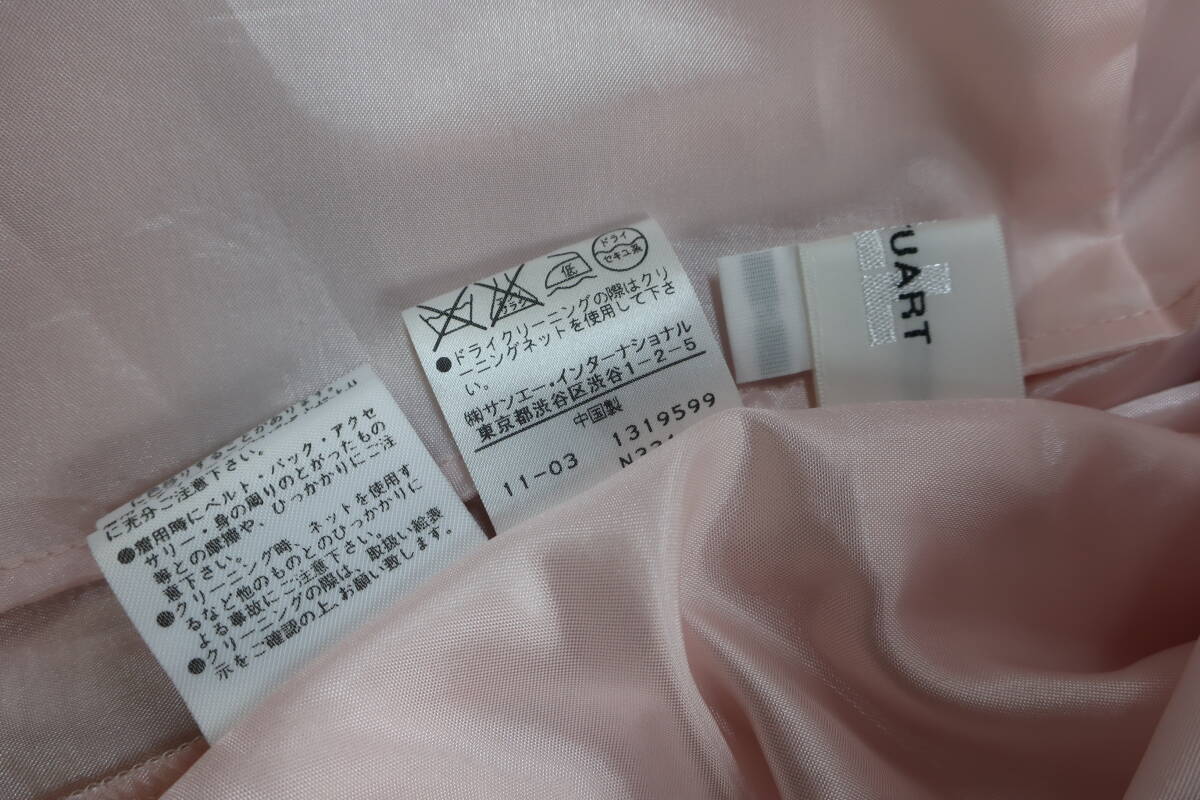 に充分ご注意下さい。
●着用時にベルト・バック・アクセ
サリー・身の周りのとがったもの
等との摩擦や、ひっかかりにご注
意下さい。
●クリーニング時、ネットを使用す
るなど他のものとのひっかかりに
よる事故にご注意下さい。
●クリーニングの際は、取扱い絵表
示をご確認の上、お願い致します。
低
ドライ
セキユ系
●ドライクリーニングの際はクリ
ーニングネットを使用して下さ
い。
㈱サンエー・インターナショナル
東京都渋谷区渋谷1-2-5
中国製
1319599
11-03
UART